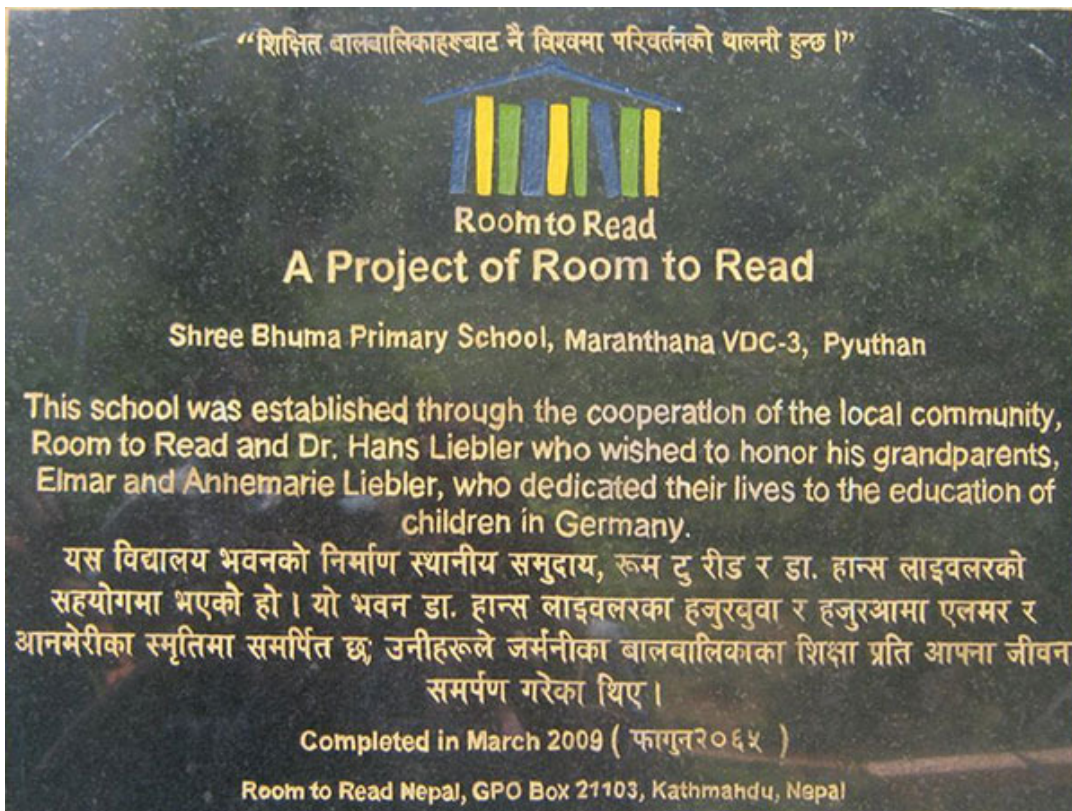 “शिक्षित बालबालिकाहरूबाट नै विश्वमा परिवर्तनको थालनी हुन्छ।”
Room to Read
A Project of Room to Read
Shree Bhuma Primary School, Maranthana VDC-3, Pyuthan
This school was established through the cooperation of the local community,
Room to Read and Dr. Hans Liebler who wished to honor his grandparents,
Elmar and Annemarie Liebler, who dedicated their lives to the education of
children in Germany.
यस विद्यालय भवनको निर्माण स्थानीय समुदाय, रूम टु रीड र डा. हान्स लाइवलरको
सहयोगमा भएको हो। यो भवन डा. हान्स लाइवलरका हजुरबुवा र हजुरआमा एलमर र
आनमेरीका स्मृतिमा समर्पित छ; उनीहरूले जर्मनीका बालबालिकाका शिक्षा प्रति आफ्ना जीवन
समर्पण गरेका थिए।
Completed in March 2009 ( फागुन२०६५ )
Room to Read Nepal, GPO Box 21103, Kathmandu, Nepal